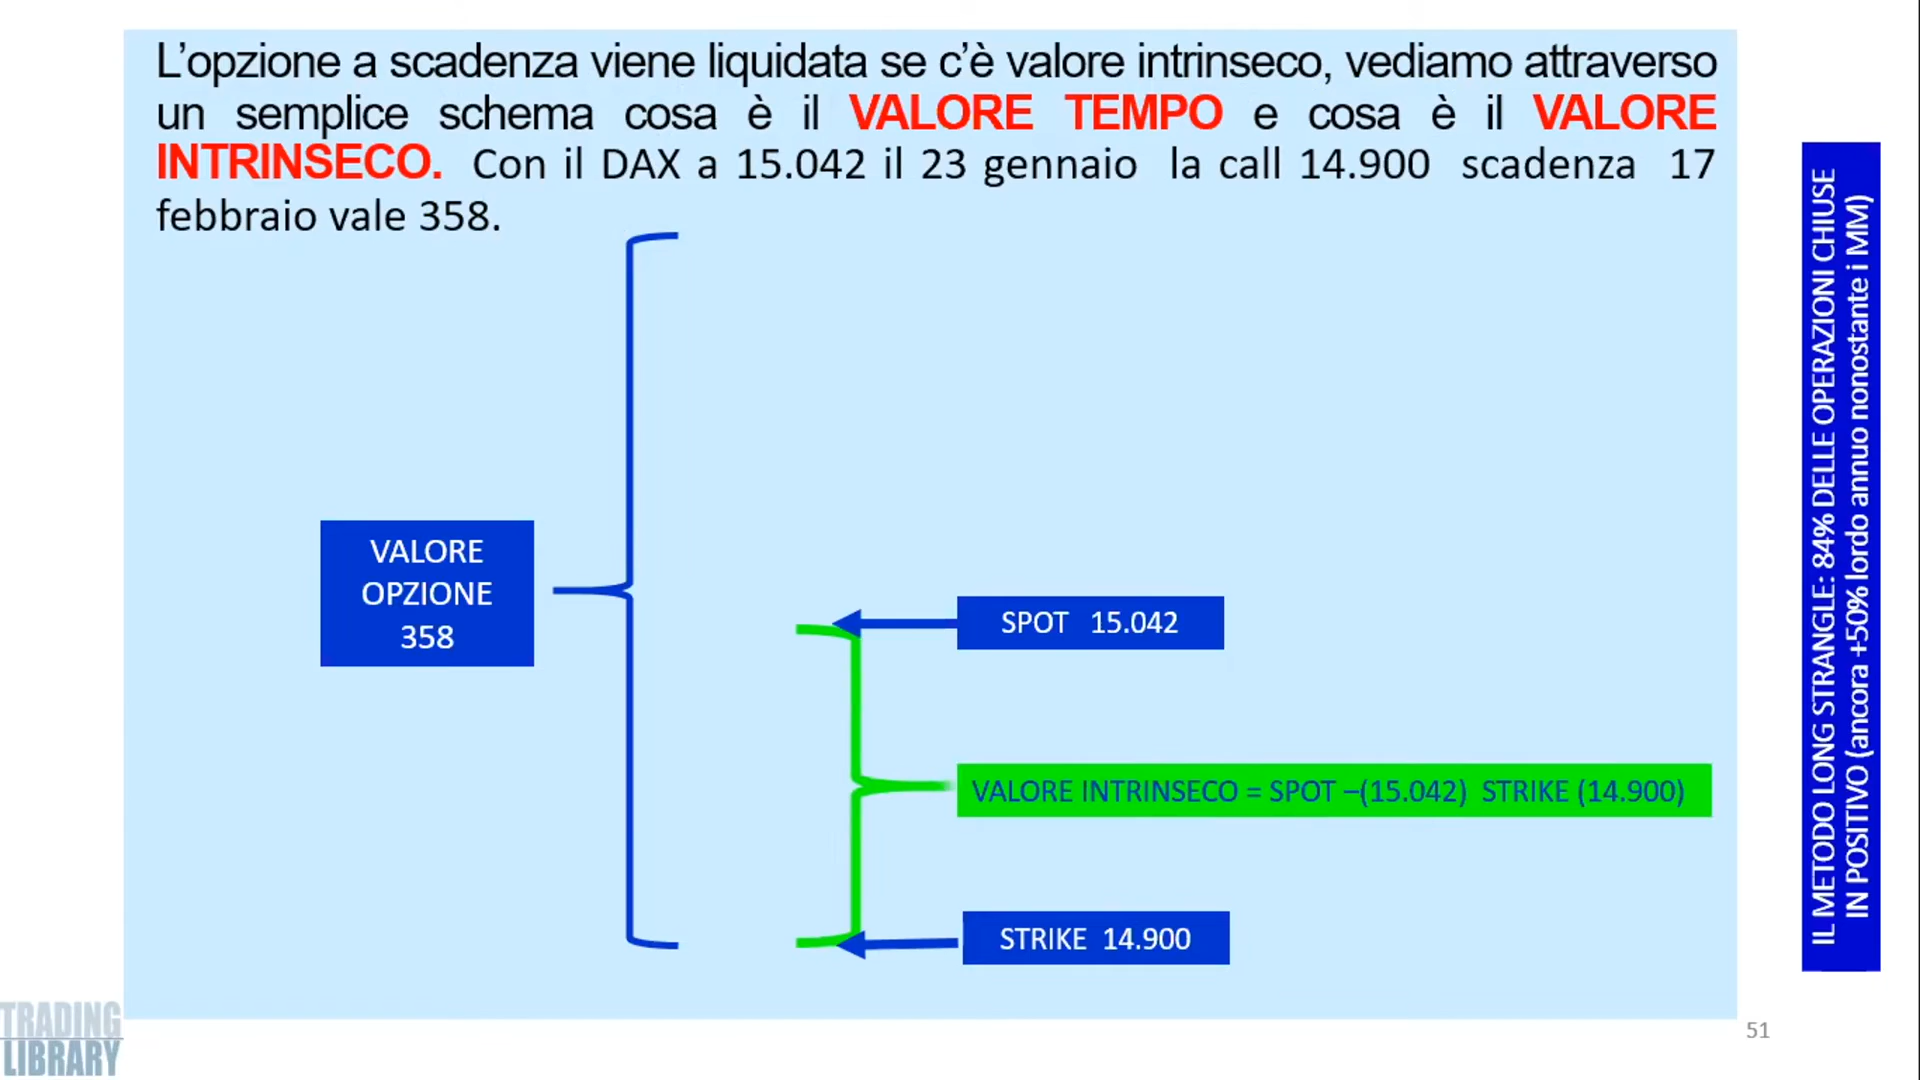 L’opzione a scadenza viene liquidata se c’è valore intrinseco, vediamo attraverso
un semplice schema cosa è il VALORE TEMPO e cosa è il VALORE
INTRINSECO. Con il DAX a 15.042 il 23 gennaio la call 14.900 scadenza 17
febbraio vale 358.
VALORE
OPZIONE
358
SPOT 15.042
VALORE INTRINSECO = SPOT –(15.042) STRIKE (14.900)
STRIKE 14.900
IL METODO LONG STRANGLE: 84% DELLE OPERAZIONI CHIUSE
IN POSITIVO (ancora +50% lordo annuo nonostante i MM)
TRADING
LIBRARY
51